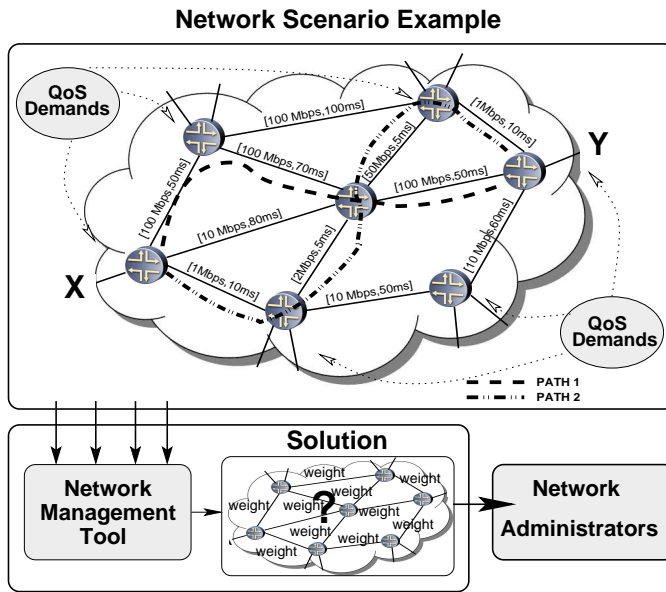 Network Scenario Example
QoS
Demands
[100 Mbps,100ms]
[1Mbps,10ms]
[100 Mbps,70ms]
[50Mbps,5ms]
Y
[100 Mbps,50ms]
[100 Mbps,50ms]
[10 Mbps,80ms]
[10 Mbps,60ms]
X
[1Mbps,10ms]
[2Mbps,5ms]
[10 Mbps,50ms]
QoS
Demands
PATH 1
PATH 2
Solution
Network
Management
Tool
weight
weight
weight
weight
weight
?
weight
weight
weight
weight
weight
weight
Network
Administrators